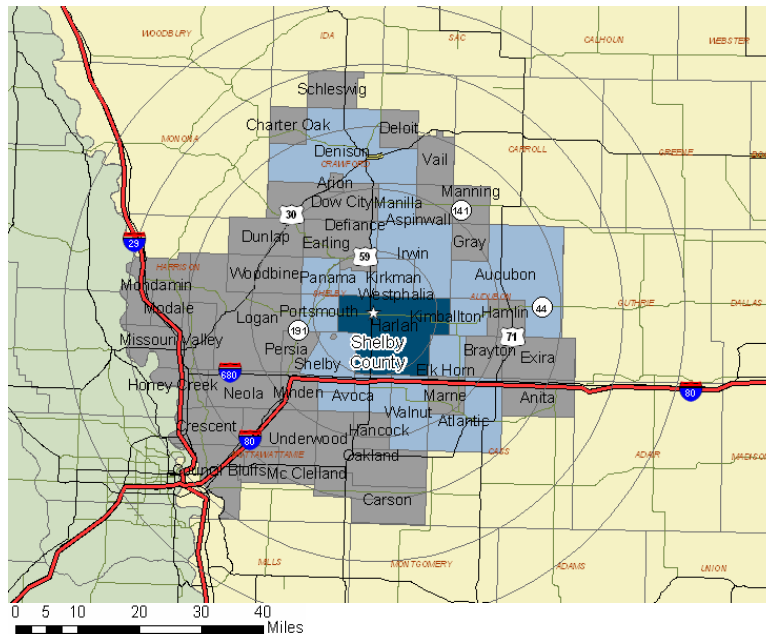 WOODBURY
IDA
SAC
CALHOUN
WEBSTER
Schleswig
Charter Oak
Deloit
MONONA
Denison
CRAWFORD
Vail
CARROLL
GREENE
Arion
Dow City
Manilla
Manning
30
Defiance
Aspinwall
141
Dunlap
Earling
Gray
29
59
Irwin
HARRISON
Woodbine
Panama
Kirkman
Audubon
Mondamin
SHELBY
Westphalia
AUDUBON
GUTHRIE
DALLAS
Modale
Logan
Portsmouth
Kimballton
Hamlin
44
Missouri Valley
191
Harlan
71
Persia
Shelby
County
Brayton
Exira
Shelby
Elk Horn
680
Honey Creek
Neola
Minden
Avoca
Marne
Anita
80
Walnut
Crescent
Hancock
Atlantic
80
Underwood
POTTAWATTAMIE
Oakland
CASS
ADAIR
MADISON
Council Bluffs
Mc Clelland
Carson
MILLS
MONTGOMERY
ADAMS
UNION
0 5 10 20 30 40
Miles